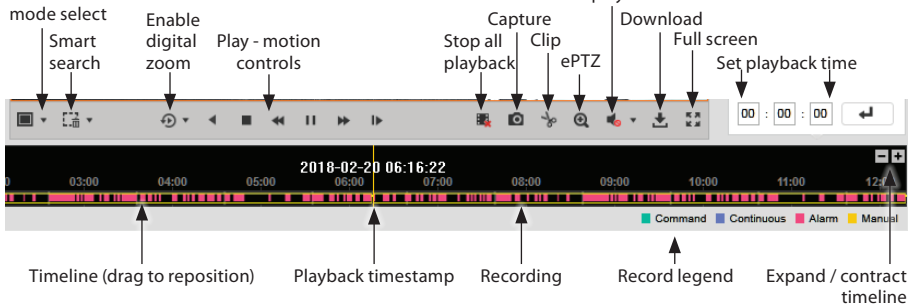 mode select
Smart
search
Enable
digital
zoom
Play - motion
controls
Stop all
playback
Capture
Clip
ePTZ
Download
Full screen
Set playback time
00 : 00 : 00
2018-02-20 06:16:22
03:00 04:00 05:00 06:00 07:00 08:00 09:00 10:00 11:00
Command Continuous Alarm Manual
Timeline (drag to reposition)
Playback timestamp
Recording
Record legend
Expand / contract
timeline